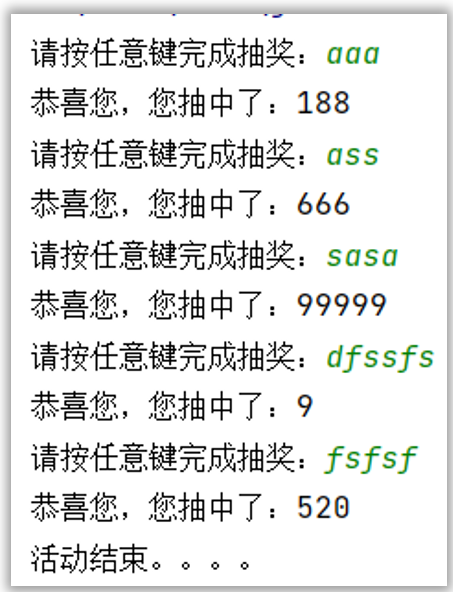 请按任意键完成抽奖：aaa
恭喜您，您抽中了：188
请按任意键完成抽奖：ass
恭喜您，您抽中了：666
请按任意键完成抽奖：sasa
恭喜您，您抽中了：99999
请按任意键完成抽奖：dfssfs
恭喜您，您抽中了：9
请按任意键完成抽奖：fsfsf
恭喜您，您抽中了：520
活动结束。。。。